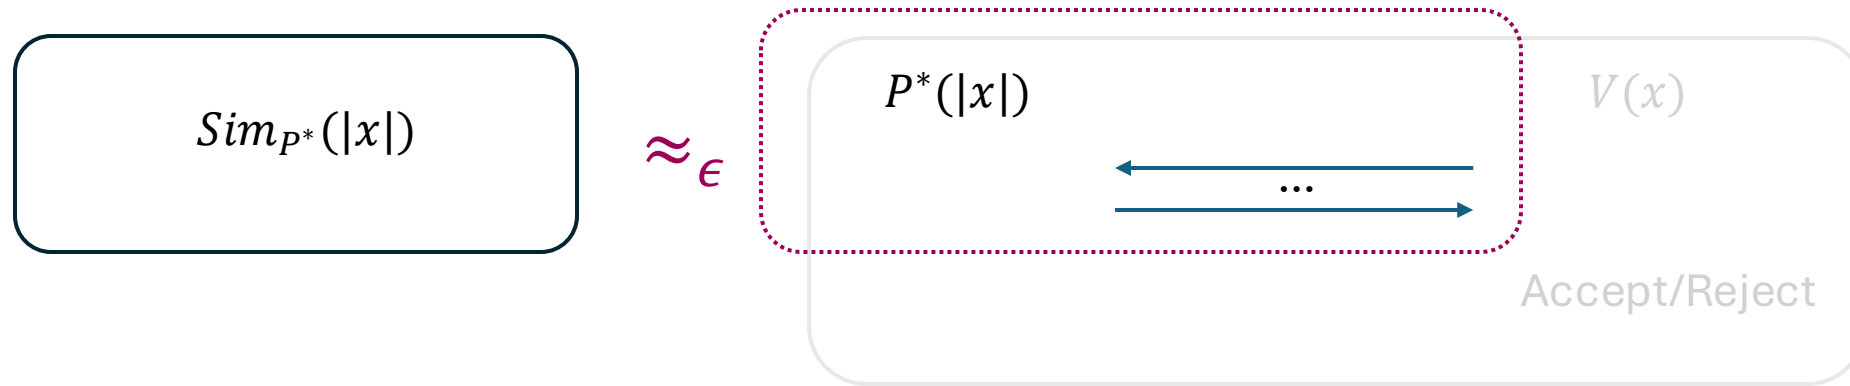 Sim_{P^*}(|x|)
≈_ϵ
P^*(|x|)
V(x)
...
Accept/Reject